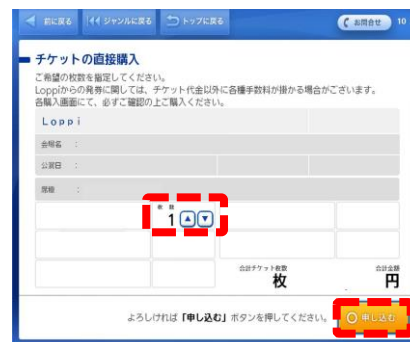 前に戻る
ジャンルに戻る
トップに戻る
お問合せ
10
チケットの直接購入
ご希望の枚数を指定してください。
Loppiからの発券に関しては、チケット代金以外に各種手数料が掛かる場合がございます。
各購入画面にて、必ずご確認の上ご購入ください。
Loppi
会場名 :
公演日 :
席種 :
枚数
1
合計チケット枚数
合計金額
枚
円
よろしければ「申し込む」ボタンを押してください。
申し込む